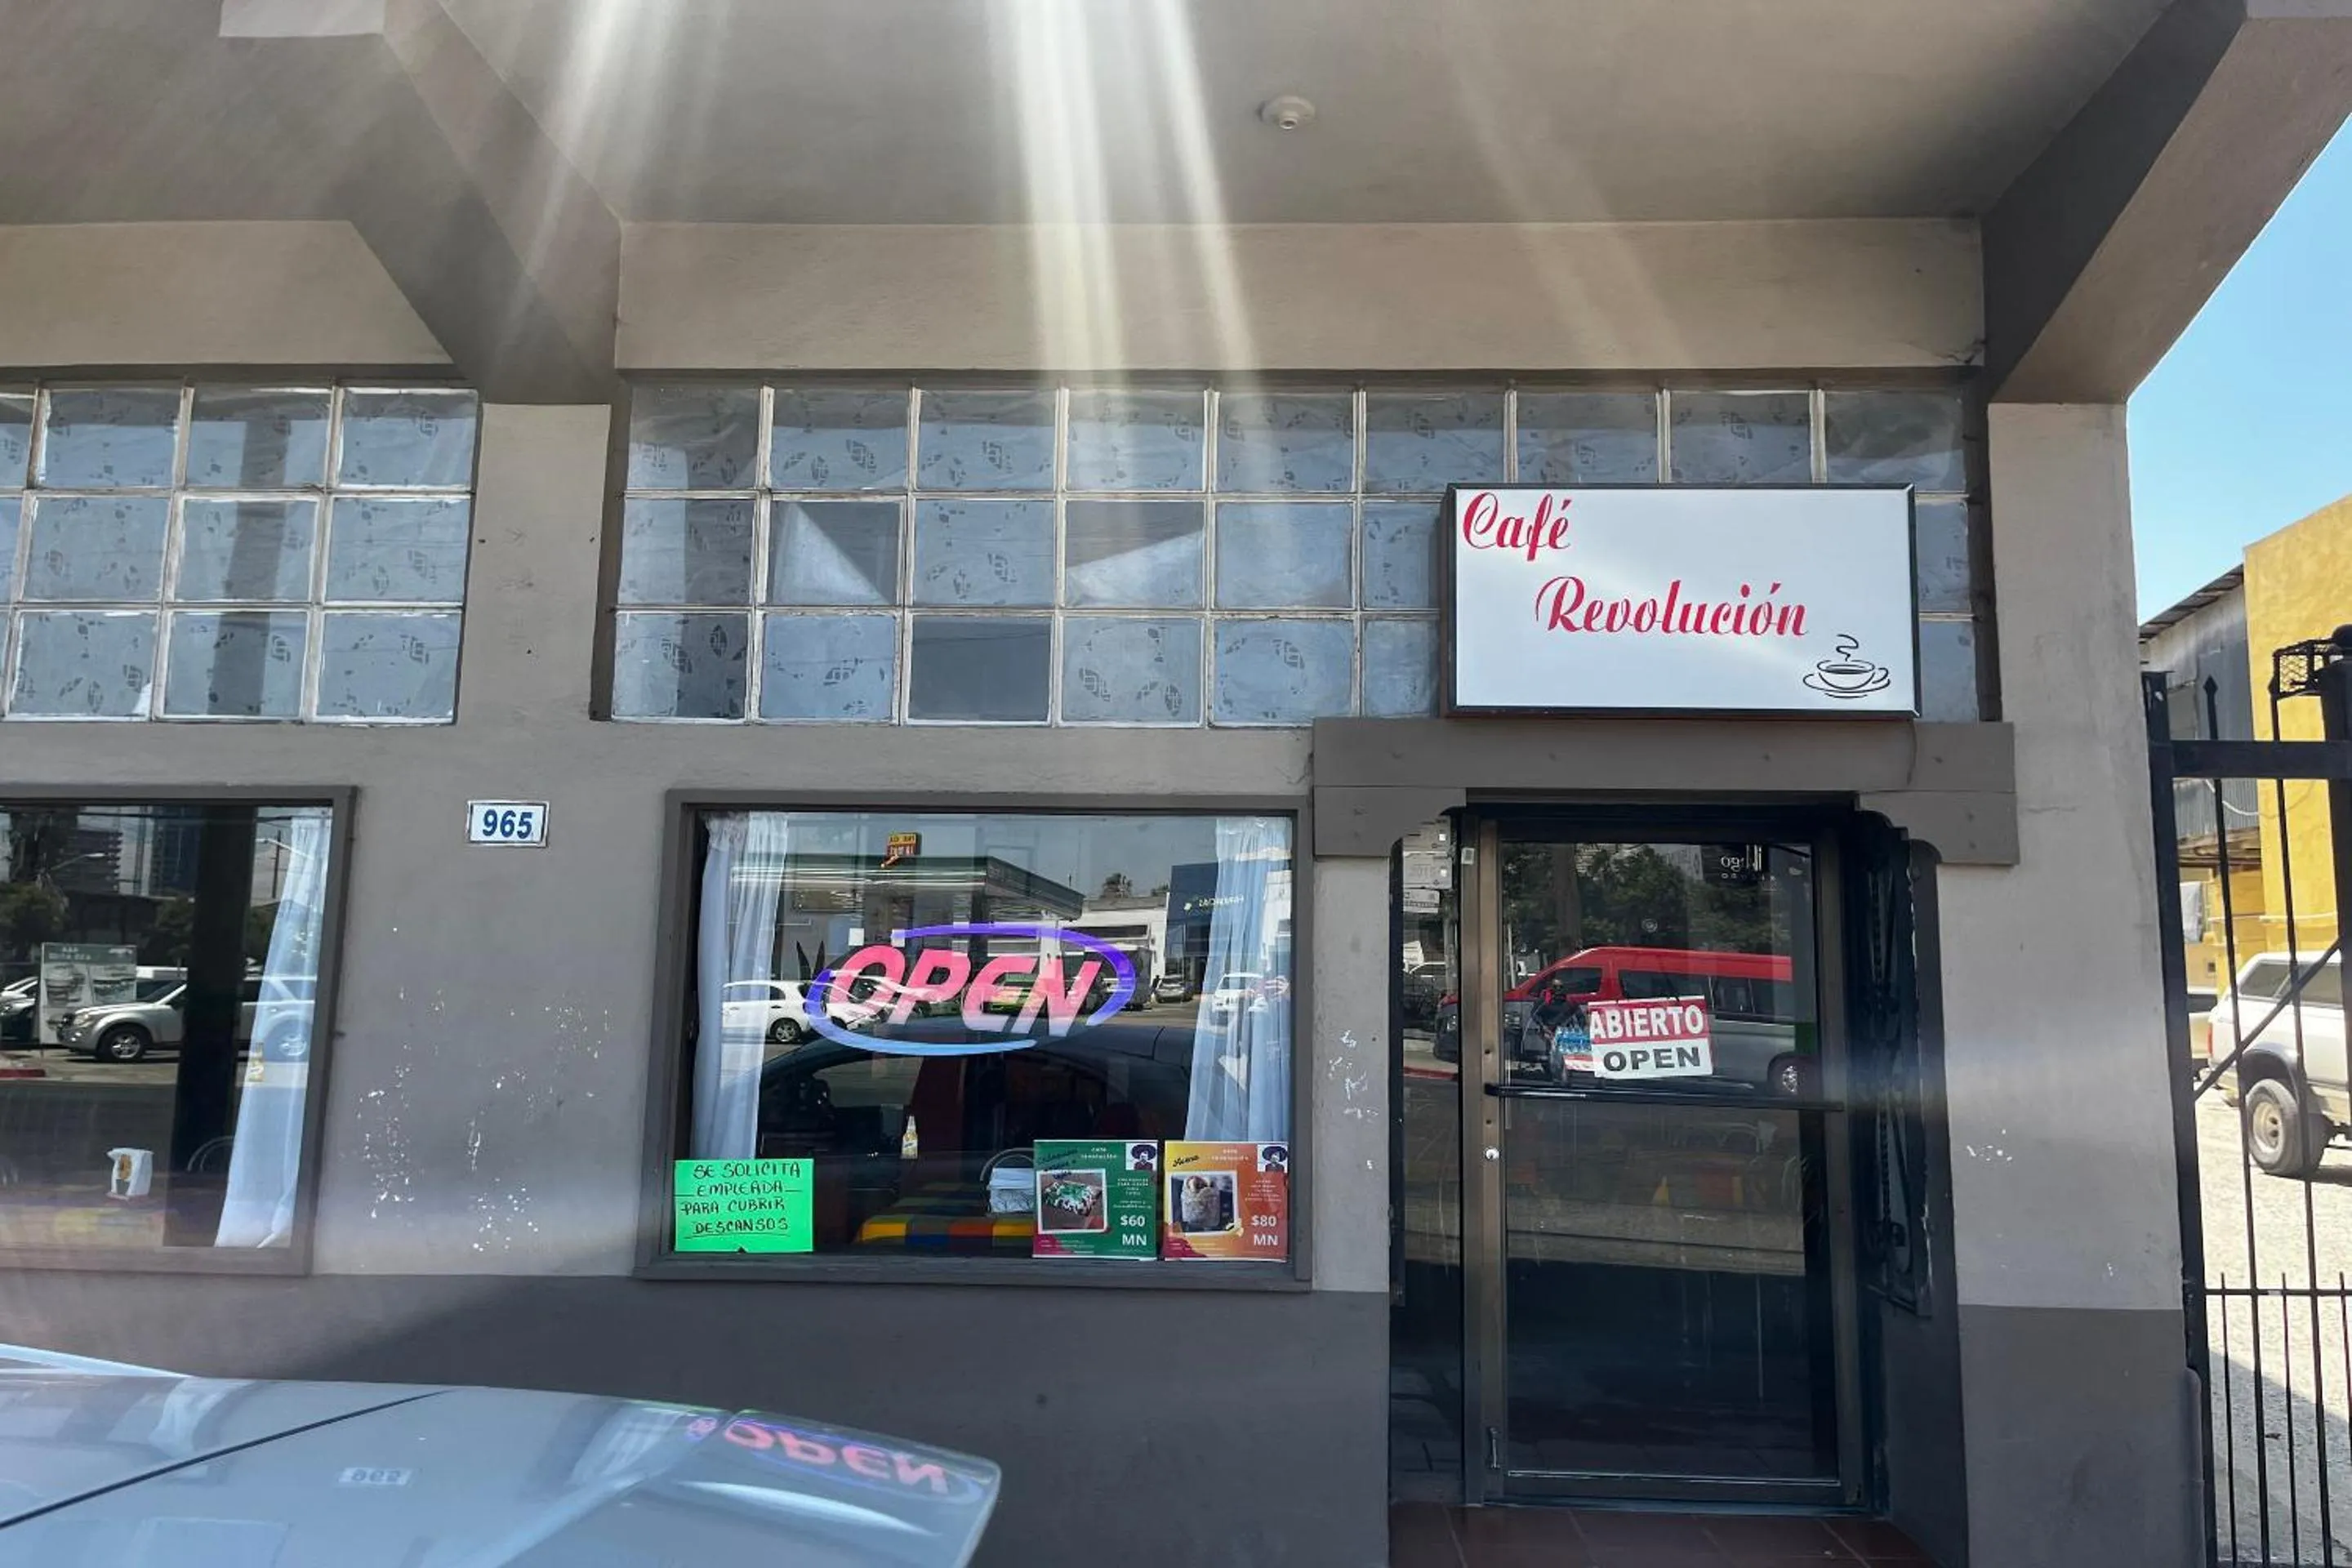 Café
Revolución
965
OPEN
ABIERTO
OPEN
SE SOLICITA
EMPLEADA
PARA CUBRIR
DESCANSOS
$60
MN
$80
MN